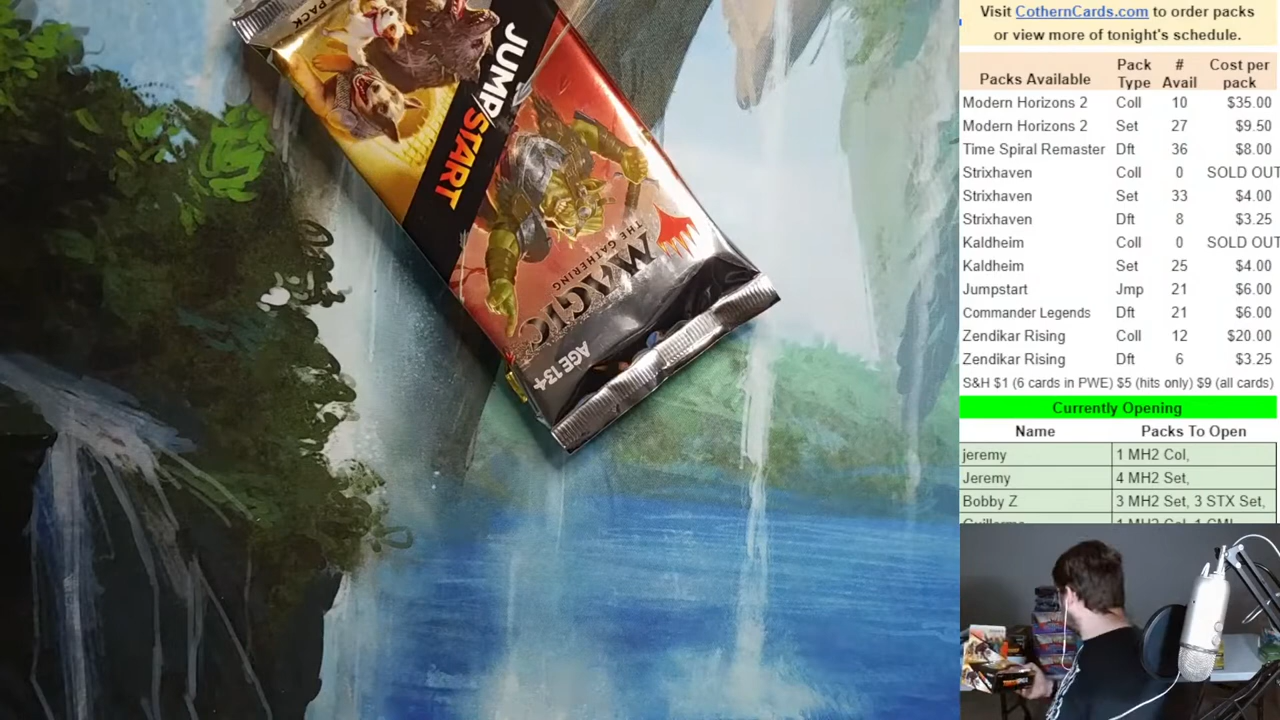 PACK
JUMP/START
MAGIC
THE GATHERING
AGE 13+
Visit CothernCards.com to order packs
or view more of tonight's schedule.
Packs Available Pack Type # Avail Cost per pack
Modern Horizons 2 Coll 10 $35.00
Modern Horizons 2 Set 27 $9.50
Time Spiral Remaster Dft 36 $8.00
Strixhaven Coll 0 SOLD OUT
Strixhaven Set 33 $4.00
Strixhaven Dft 8 $3.25
Kaldheim Coll 0 SOLD OUT
Kaldheim Set 25 $4.00
Jumpstart Jmp 21 $6.00
Commander Legends Dft 21 $6.00
Zendikar Rising Coll 12 $20.00
Zendikar Rising Dft 6 $3.25
S&H $1 (6 cards in PWE) $5 (hits only) $9 (all cards)
Currently Opening
Name Packs To Open
jeremy 1 MH2 Col,
Jeremy 4 MH2 Set,
Bobby Z 3 MH2 Set, 3 STX Set,